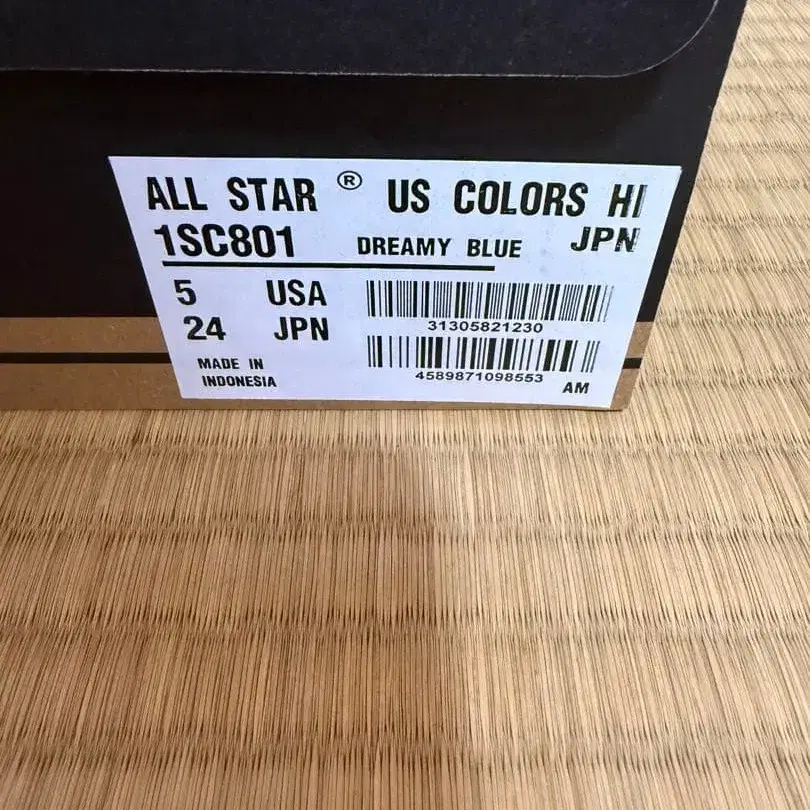 ALL STAR ® US COLORS HI
1SC801 DREAMY BLUE JPN
5 USA
24 JPN
31305821230
MADE IN
INDONESIA
4589871098553 AM